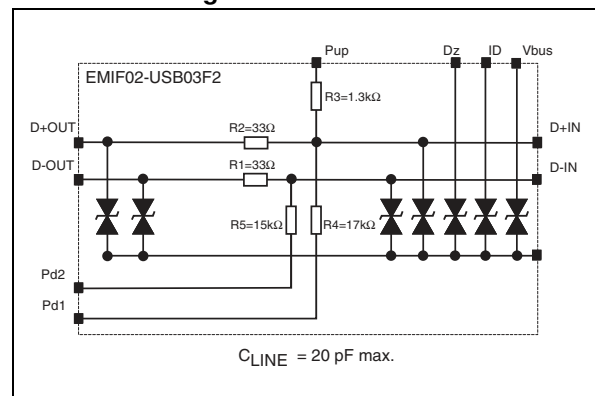 Pup Dz ID Vbus
EMIF02-USB03F2
R3=1.3kΩ
D+OUT R2=33Ω D+IN
D-OUT R1=33Ω D-IN
R5=15kΩ R4=17kΩ
Pd2
Pd1
CLINE = 20 pF max.